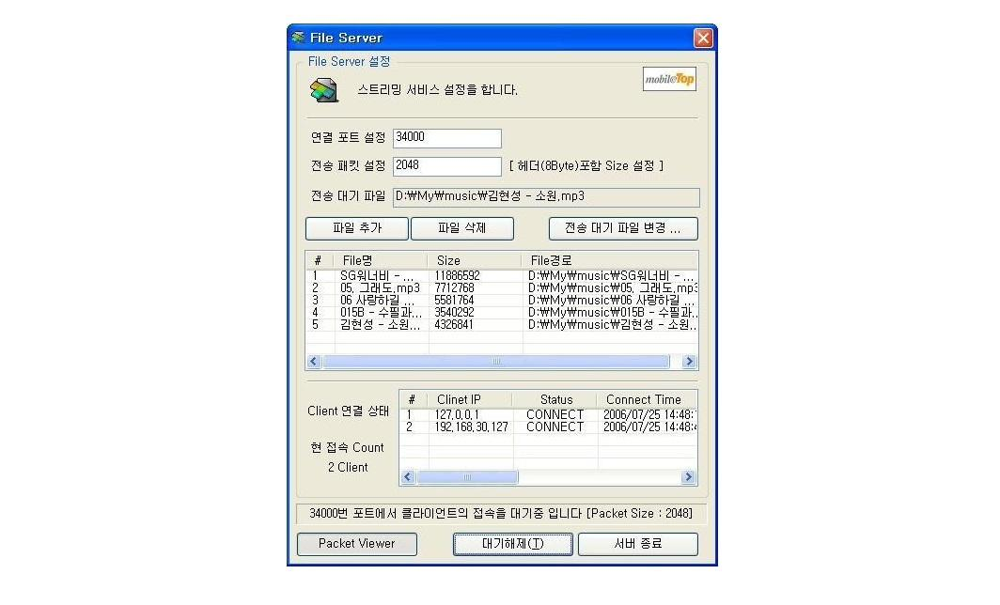 File Server
File Server 설정
mobile@Top
스트리밍 서비스 설정을 합니다.
연결 포트 설정 34000
전송 패킷 설정 2048 [ 헤더(8Byte)포함 Size 설정 ]
전송 대기 파일 D:₩My₩music₩김현성 - 소원.mp3
파일 추가 파일 삭제 전송 대기 파일 변경 ...
# File명 Size File경로
1 SG워너비 - ... 11886592 D:₩My₩music₩SG워너비 - ...
2 05. 그래도.mp3 7712768 D:₩My₩music₩05. 그래도.mp3
3 06 사랑하길 ... 5581764 D:₩My₩music₩06 사랑하길 ...
4 015B - 수필과... 3540292 D:₩My₩music₩015B - 수필과...
5 김현성 - 소원... 4326841 D:₩My₩music₩김현성 - 소원...
# Clinet IP Status Connect Time
Client 연결 상태
1 127.0.0.1 CONNECT 2006/07/25 14:48:
2 192.168.30.127 CONNECT 2006/07/25 14:48:
현 접속 Count
2 Client
34000번 포트에서 클라이언트의 접속을 대기중 입니다 [Packet Size : 2048]
Packet Viewer 대기해제(T) 서버 종료